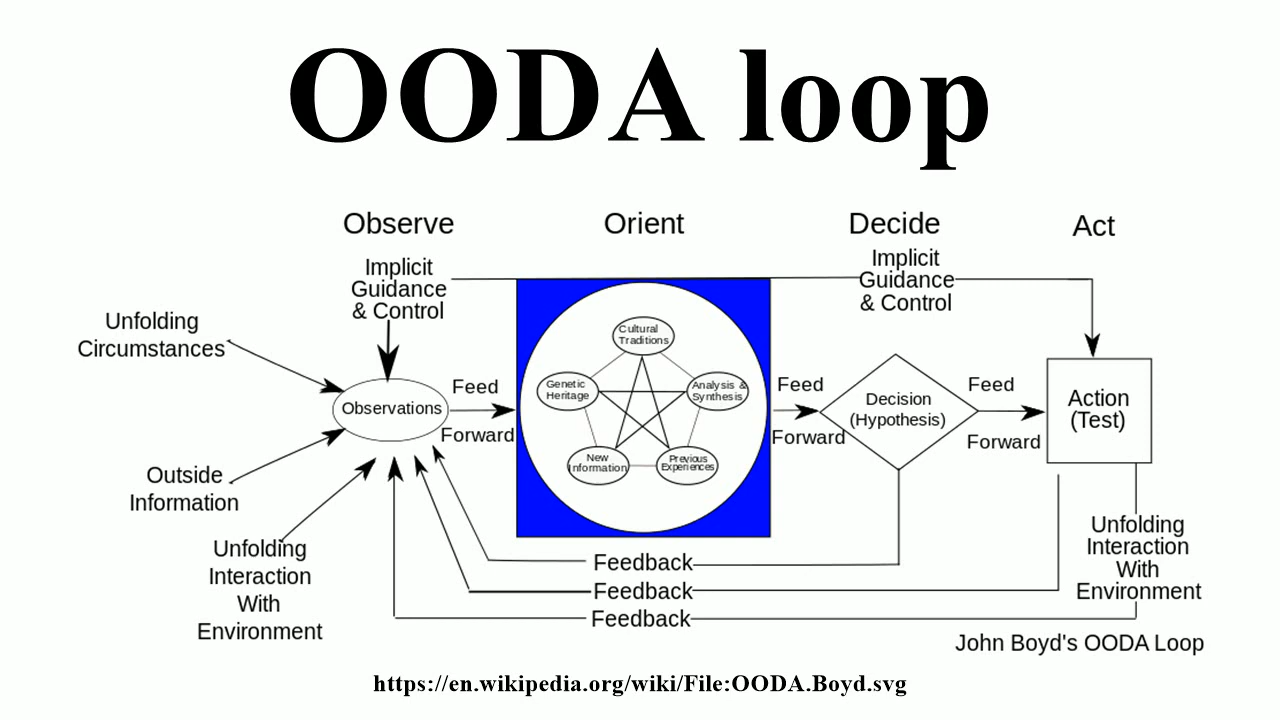 OODA loop
Observe
Orient
Decide
Act
Implicit
Guidance
& Control
Implicit
Guidance
& Control
Unfolding
Circumstances
Observations
Outside
Information
Unfolding
Interaction
With
Environment
Feed
Forward
Cultural
Traditions
Genetic
Heritage
Analysis &
Synthesis
New
Information
Previous
Experiences
Feed
Forward
Decision
(Hypothesis)
Feed
Forward
Action
(Test)
Unfolding
Interaction
With
Environment
Feedback
Feedback
Feedback
John Boyd's OODA Loop
https://en.wikipedia.org/wiki/File:OODA.Boyd.svg